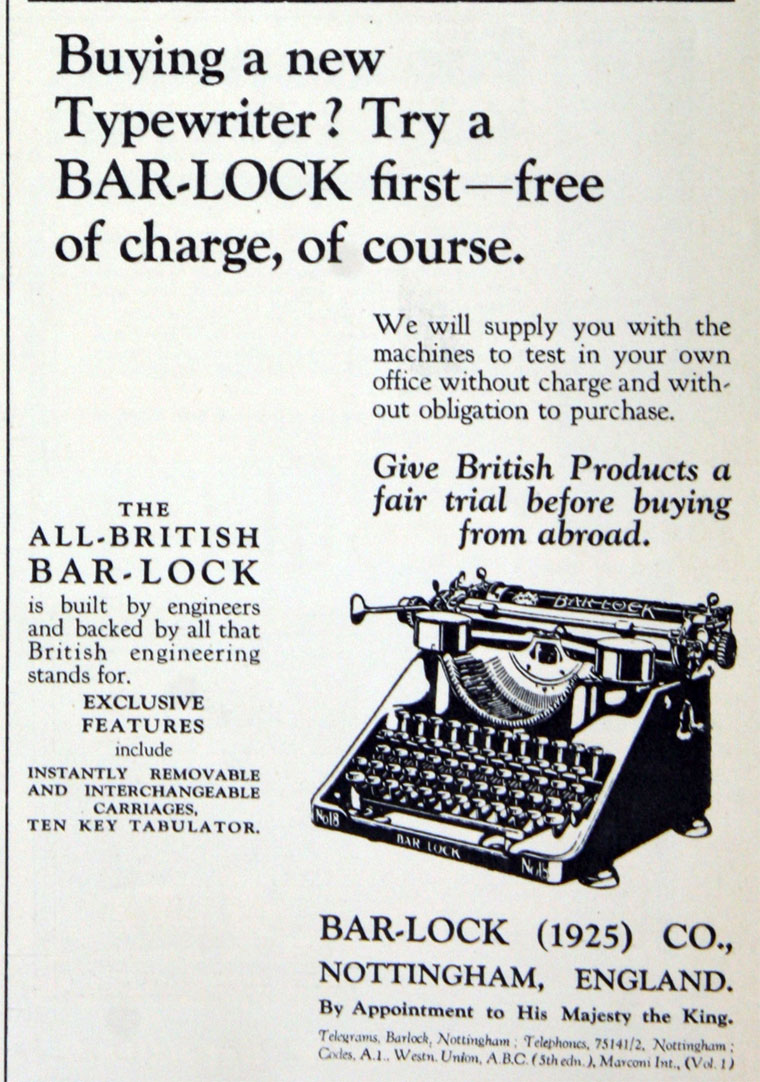 Buying a new
Typewriter? Try a
BAR-LOCK first—free
of charge, of course.
We will supply you with the
machines to test in your own
office without charge and with-
out obligation to purchase.
Give British Products a
fair trial before buying
from abroad.
THE
ALL-BRITISH
BAR-LOCK
is built by engineers
and backed by all that
British engineering
stands for.
EXCLUSIVE
FEATURES
include
INSTANTLY REMOVABLE
AND INTERCHANGEABLE
CARRIAGES,
TEN KEY TABULATOR.
BAR-LOCK
No18
BAR LOCK
No18
BAR-LOCK (1925) CO.,
NOTTINGHAM, ENGLAND.
By Appointment to His Majesty the King.
Telegrams, Barlock, Nottingham ; Telephones, 75141/2, Nottingham ;
Codes, A.1., Westn. Union, A.B.C. (5th edn.), Marconi Int., (Vol. 1)